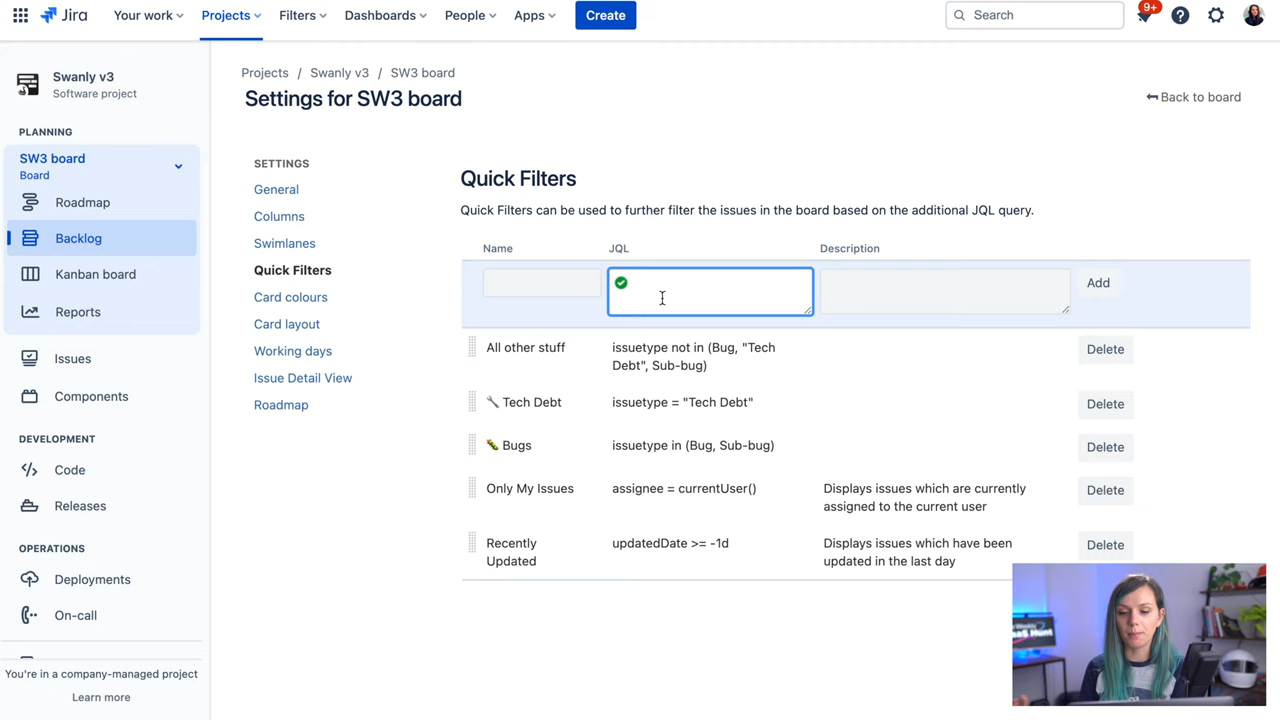 Jira
Your work
Projects
Filters
Dashboards
People
Apps
Create
Search
9+
Swanly v3
Software project
PLANNING
SW3 board
Board
Roadmap
Backlog
Kanban board
Reports
Issues
Components
DEVELOPMENT
Code
Releases
OPERATIONS
Deployments
On-call
You're in a company-managed project
Learn more
Projects / Swanly v3 / SW3 board
Settings for SW3 board
Back to board
SETTINGS
General
Columns
Swimlanes
Quick Filters
Card colours
Card layout
Working days
Issue Detail View
Roadmap
Quick Filters
Quick Filters can be used to further filter the issues in the board based on the additional JQL query.
Name JQL Description
Add
All other stuff issuetype not in (Bug, "Tech Delete
Debt", Sub-bug)
Tech Debt issuetype = "Tech Debt" Delete
Bugs issuetype in (Bug, Sub-bug) Delete
Only My Issues assignee = currentUser() Displays issues which are currently Delete
assigned to the current user
Recently updatedDate >= -1d Displays issues which have been Delete
Updated updated in the last day